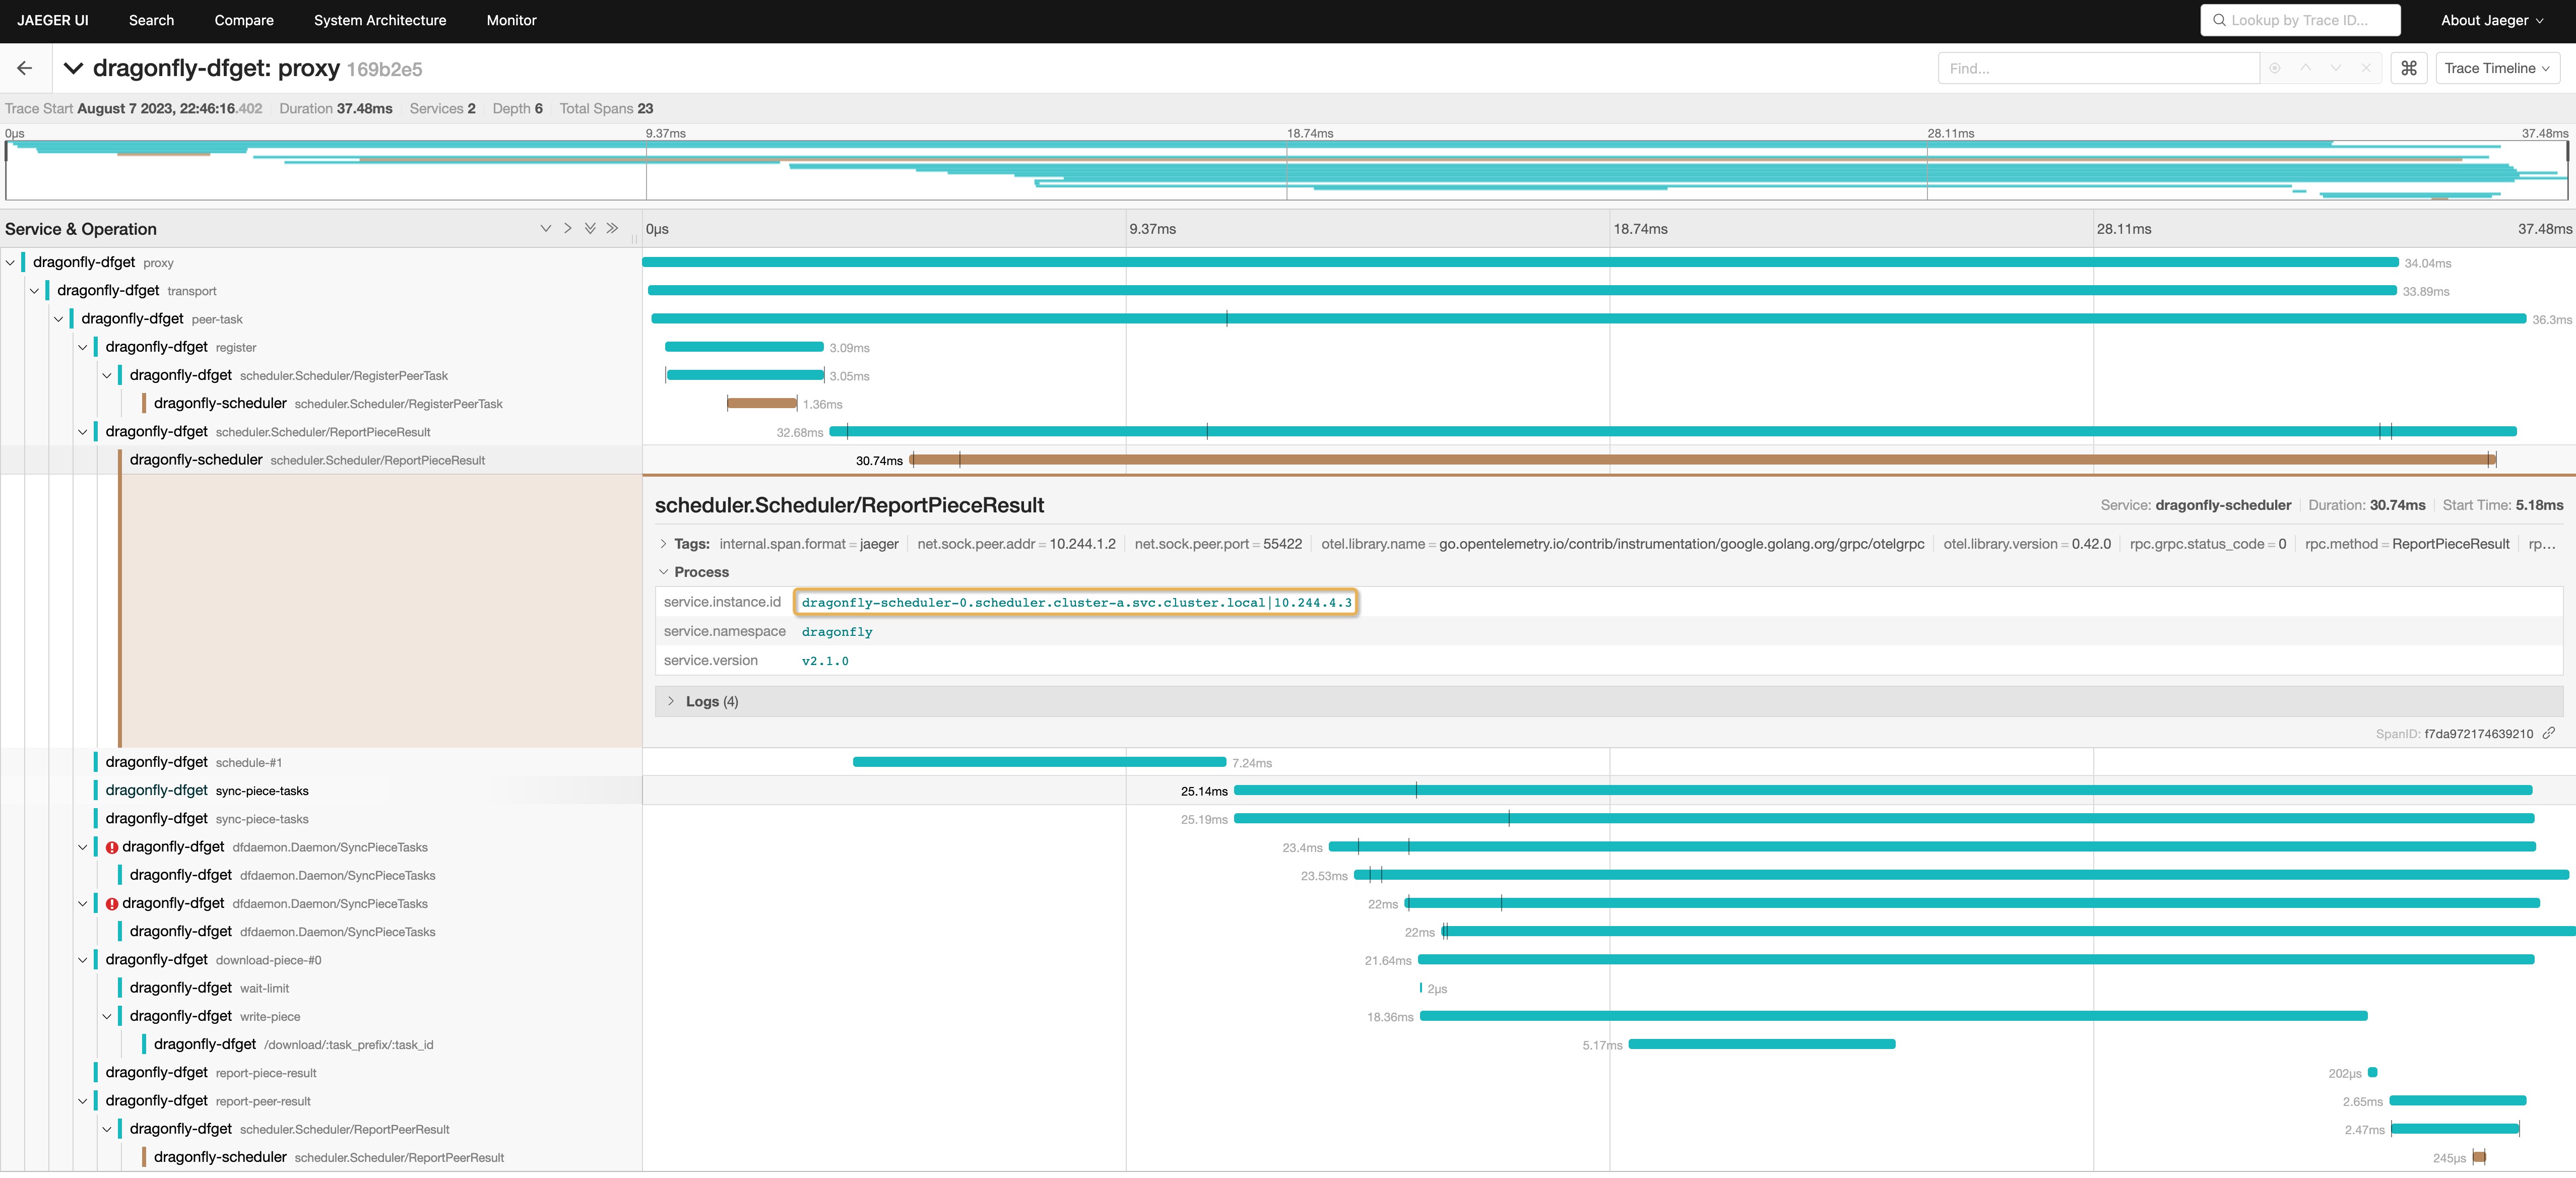 JAEGER UI Search Compare System Architecture Monitor Lookup by Trace ID... About Jaeger
dragonfly-dfget: proxy 169b2e5 Find... Trace Timeline
Trace Start August 7 2023, 22:46:16.402 Duration 37.48ms Services 2 Depth 6 Total Spans 23
0μs 9.37ms 18.74ms 28.11ms 37.48ms
Service & Operation 0μs 9.37ms 18.74ms 28.11ms 37.48ms
dragonfly-dfget proxy 34.04ms
dragonfly-dfget transport 33.89ms
dragonfly-dfget peer-task 36.3ms
dragonfly-dfget register 3.09ms
dragonfly-dfget scheduler.Scheduler/RegisterPeerTask 3.05ms
dragonfly-scheduler scheduler.Scheduler/RegisterPeerTask 1.36ms
dragonfly-dfget scheduler.Scheduler/ReportPieceResult 32.68ms
dragonfly-scheduler scheduler.Scheduler/ReportPieceResult 30.74ms
scheduler.Scheduler/ReportPieceResult Service: dragonfly-scheduler Duration: 30.74ms Start Time: 5.18ms
Tags: internal.span.format = jaeger net.sock.peer.addr = 10.244.1.2 net.sock.peer.port = 55422 otel.library.name = go.opentelemetry.io/contrib/instrumentation/google.golang.org/grpc/otelgrpc otel.library.version = 0.42.0 rpc.grpc.status_code = 0 rpc.method = ReportPieceResult rp...
Process
service.instance.id dragonfly-scheduler-0.scheduler.cluster-a.svc.cluster.local|10.244.4.3
service.namespace dragonfly
service.version v2.1.0
Logs (4)
SpanID: f7da972174639210
dragonfly-dfget schedule-#1 7.24ms
dragonfly-dfget sync-piece-tasks 25.14ms
dragonfly-dfget sync-piece-tasks 25.19ms
dragonfly-dfget dfdaemon.Daemon/SyncPieceTasks 23.4ms
dragonfly-dfget dfdaemon.Daemon/SyncPieceTasks 23.53ms
dragonfly-dfget dfdaemon.Daemon/SyncPieceTasks 22ms
dragonfly-dfget dfdaemon.Daemon/SyncPieceTasks 22ms
dragonfly-dfget download-piece-#0 21.64ms
dragonfly-dfget wait-limit 2μs
dragonfly-dfget write-piece 18.36ms
dragonfly-dfget /download/:task_prefix/:task_id 5.17ms
dragonfly-dfget report-piece-result 202μs
dragonfly-dfget report-peer-result 2.65ms
dragonfly-dfget scheduler.Scheduler/ReportPeerResult 2.47ms
dragonfly-scheduler scheduler.Scheduler/ReportPeerResult 245μs